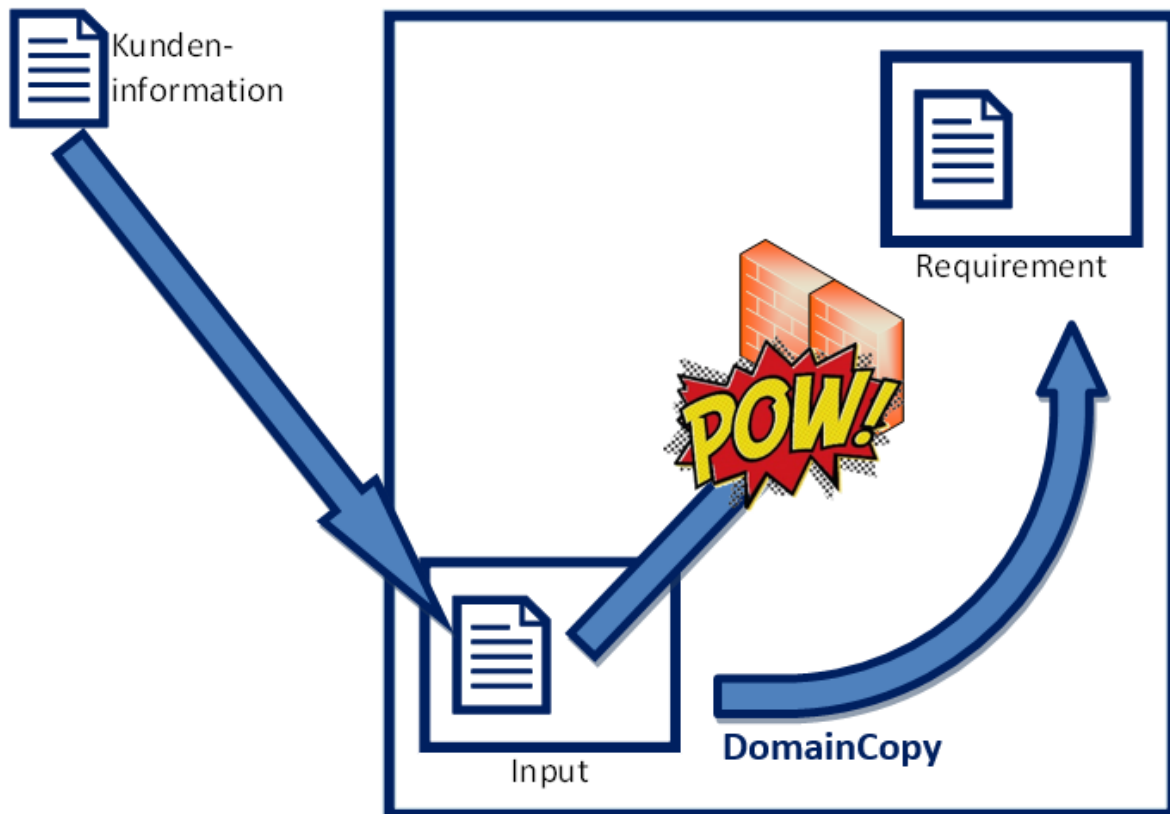 Kunden-
information
Requirement
POW!
DomainCopy
Input